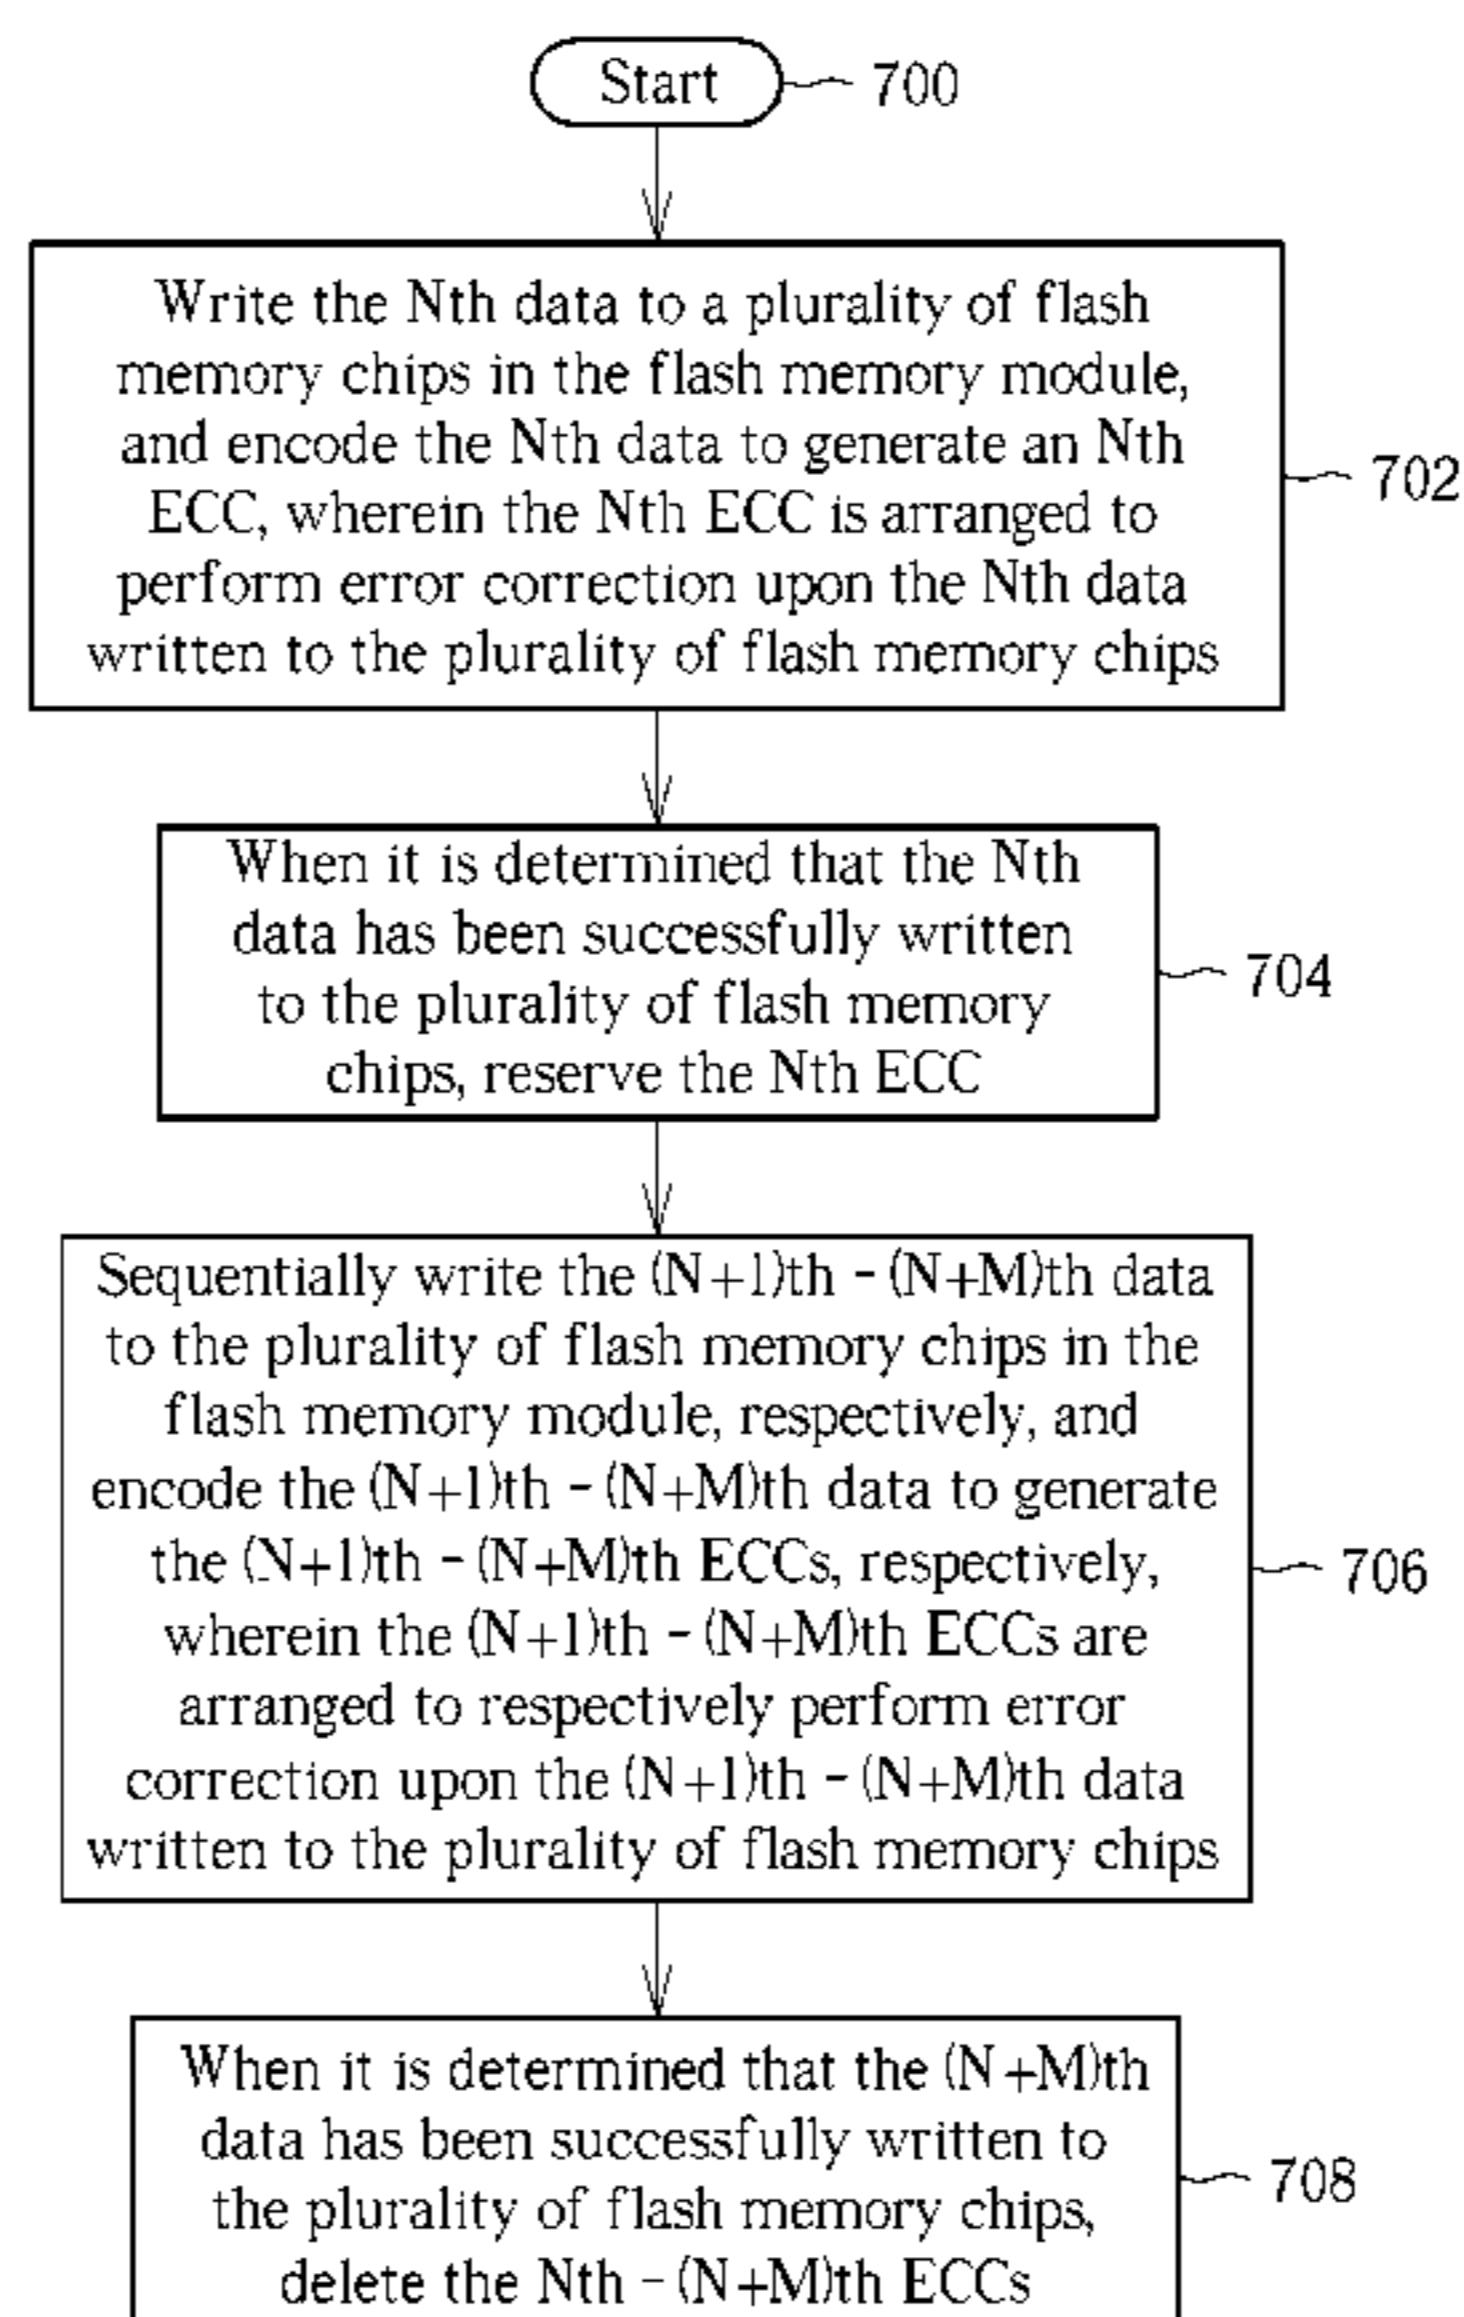 Start
700
Write the Nth data to a plurality of flash
memory chips in the flash memory module,
and encode the Nth data to generate an Nth
ECC, wherein the Nth ECC is arranged to
perform error correction upon the Nth data
written to the plurality of flash memory chips
702
When it is determined that the Nth
data has been successfully written
to the plurality of flash memory
chips, reserve the Nth ECC
704
Sequentially write the (N+1)th - (N+M)th data
to the plurality of flash memory chips in the
flash memory module, respectively, and
encode the (N+1)th - (N+M)th data to generate
the (N+1)th - (N+M)th ECCs, respectively,
wherein the (N+1)th - (N+M)th ECCs are
arranged to respectively perform error
correction upon the (N+1)th - (N+M)th data
written to the plurality of flash memory chips
706
When it is determined that the (N+M)th
data has been successfully written to
the plurality of flash memory chips,
delete the Nth - (N+M)th ECCs
708